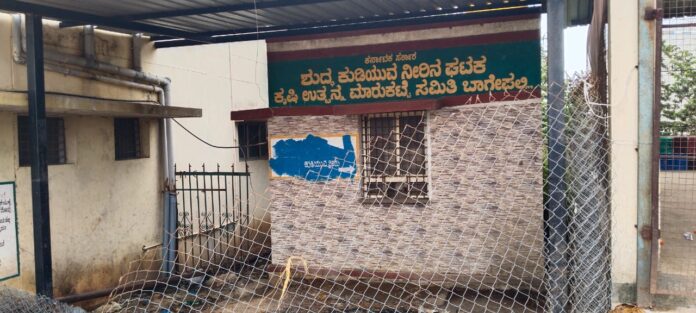 ಕರ್ನಾಟಕ ಸರ್ಕಾರ
ಶುದ್ಧ ಕುಡಿಯುವ ನೀರಿನ ಘಟಕ
ಕೃಷಿ ಉತ್ಪನ್ನ ಮಾರುಕಟ್ಟೆ ಸಮಿತಿ ಬಾಗೇಪಲ್ಲಿ